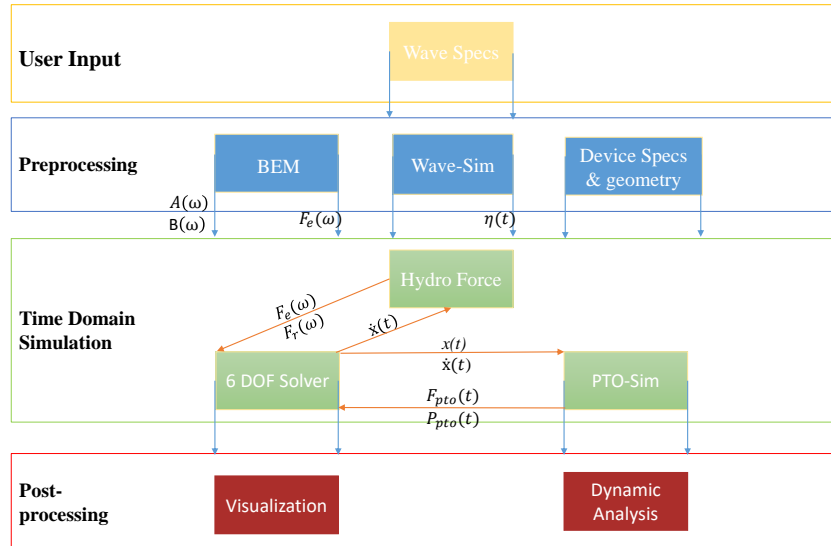 User Input
Wave Specs
Preprocessing
BEM
Wave-Sim
Device Specs
& geometry
A(ω)
B(ω)
F_e(ω)
η(t)
Time Domain
Simulation
Hydro Force
F_e(ω)
F_r(ω)
ẋ(t)
x(t)
ẋ(t)
6 DOF Solver
PTO-Sim
F_pto(t)
P_pto(t)
Post-
processing
Visualization
Dynamic
Analysis